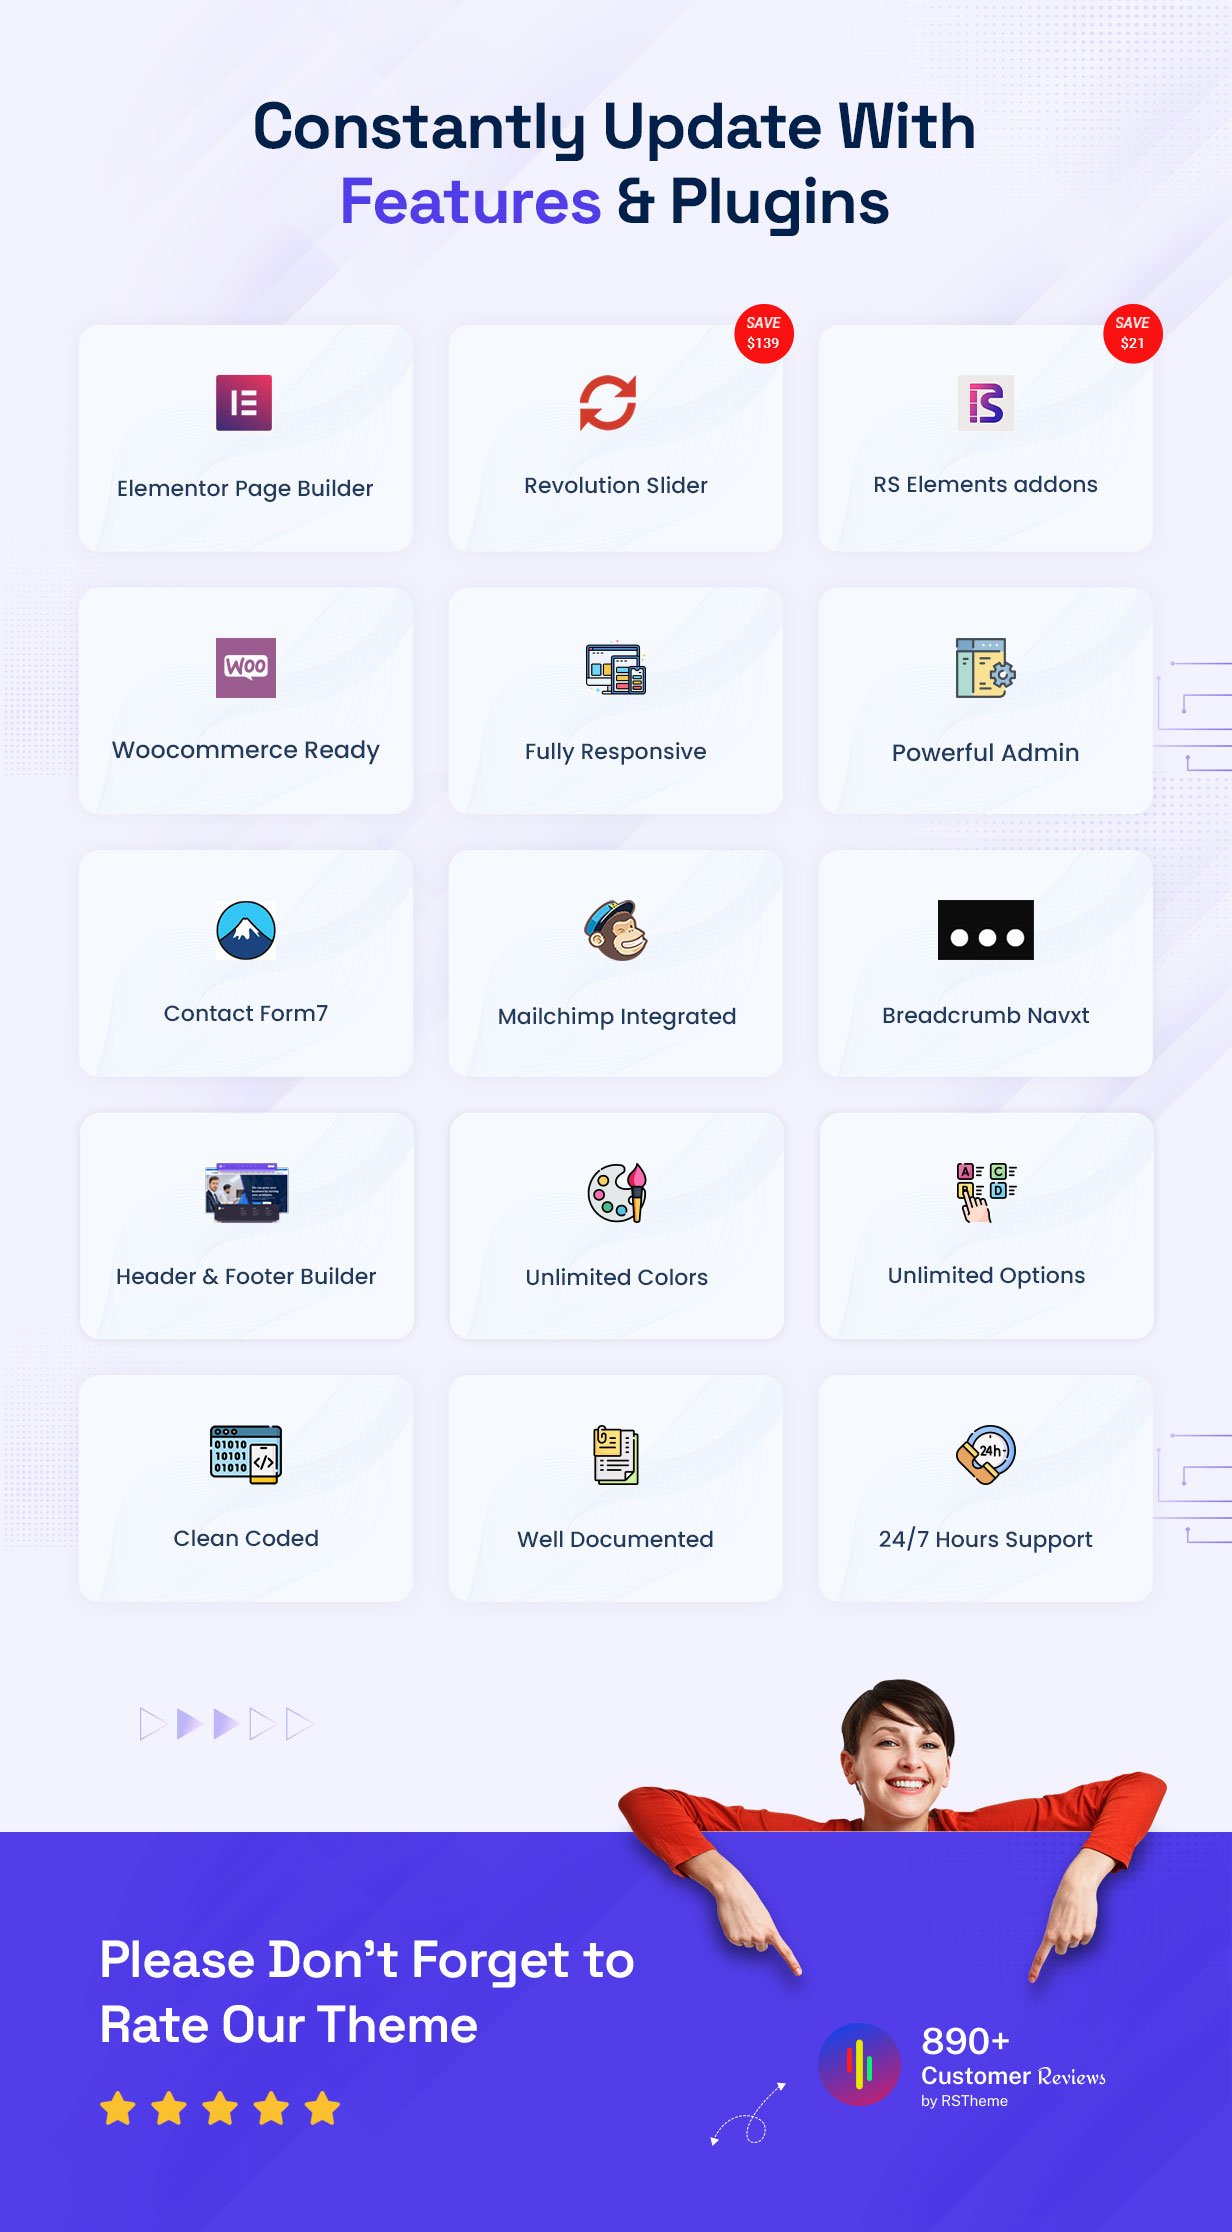 Constantly Update With
Features & Plugins
SAVE
$139
SAVE
$21
Elementor Page Builder
Revolution Slider
RS Elements addons
Woo
Woocommerce Ready
Fully Responsive
Powerful Admin
Contact Form7
Mailchimp Integrated
Breadcrumb Navxt
Header & Footer Builder
Unlimited Colors
A
C
B
D
Unlimited Options
01010
10101
01010
</>
24h
Clean Coded
Well Documented
24/7 Hours Support
Please Don't Forget to
Rate Our Theme
890+
Customer Reviews
by RSTheme